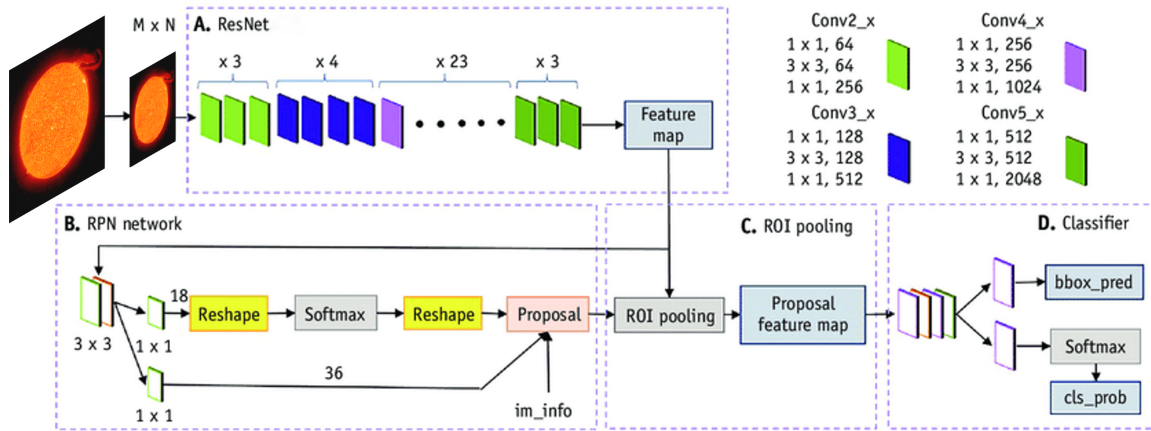 M x N
A. ResNet
x 3
x 4
x 23
x 3
Feature
map
Conv2_x
1 x 1, 64
3 x 3, 64
1 x 1, 256
Conv4_x
1 x 1, 256
3 x 3, 256
1 x 1, 1024
Conv3_x
1 x 1, 128
3 x 3, 128
1 x 1, 512
Conv5_x
1 x 1, 512
3 x 3, 512
1 x 1, 2048
B. RPN network
3 x 3
1 x 1
18
Reshape
Softmax
Reshape
Proposal
1 x 1
36
im_info
C. ROI pooling
ROI pooling
Proposal
feature map
D. Classifier
bbox_pred
Softmax
cls_prob